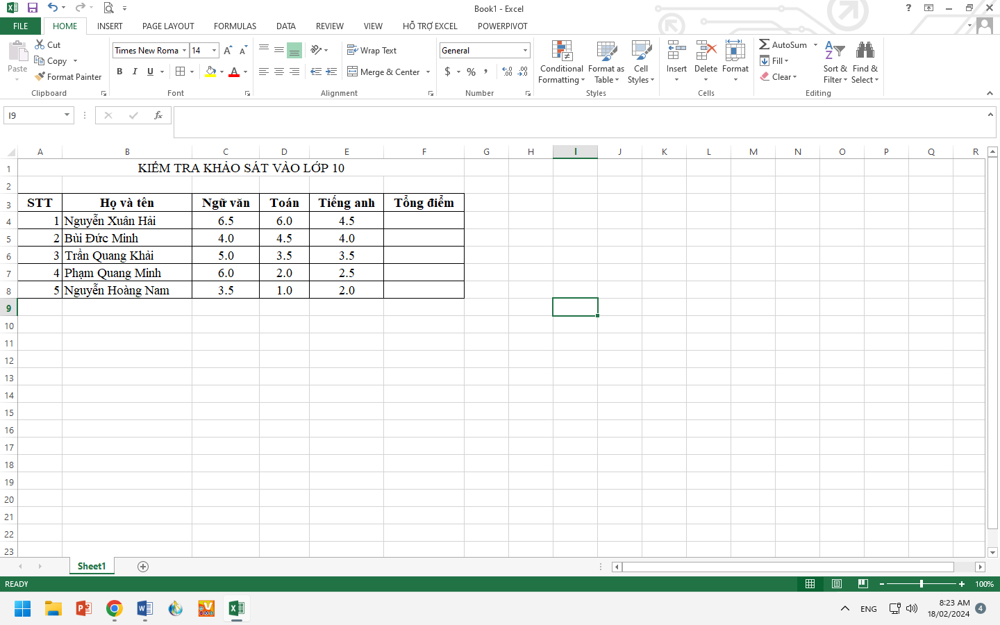 Book1 - Excel
FILE HOME INSERT PAGE LAYOUT FORMULAS DATA REVIEW VIEW HỖ TRỢ EXCEL POWERPIVOT
Paste
Cut
Copy
Format Painter
Clipboard
Times New Roma 14
B I U
Font
Wrap Text
Merge & Center
Alignment
General
$ % ,
Number
Conditional Formatting
Format as Table
Cell Styles
Styles
Insert
Delete
Format
Cells
AutoSum
Fill
Clear
Sort & Filter
Find & Select
Editing
I9
fx
A B C D E F G H I J K L M N O P Q R
1 KIỂM TRA KHẢO SÁT VÀO LỚP 10
2
3 STT Họ và tên Ngữ văn Toán Tiếng anh Tổng điểm
4 1 Nguyễn Xuân Hải 6.5 6.0 4.5
5 2 Bùi Đức Minh 4.0 4.5 4.0
6 3 Trần Quang Khải 5.0 3.5 3.5
7 4 Phạm Quang Minh 6.0 2.0 2.5
8 5 Nguyễn Hoàng Nam 3.5 1.0 2.0
9
10
11
12
13
14
15
16
17
18
19
20
21
22
23
Sheet1
READY
100%
ENG
8:23 AM
18/02/2024
4